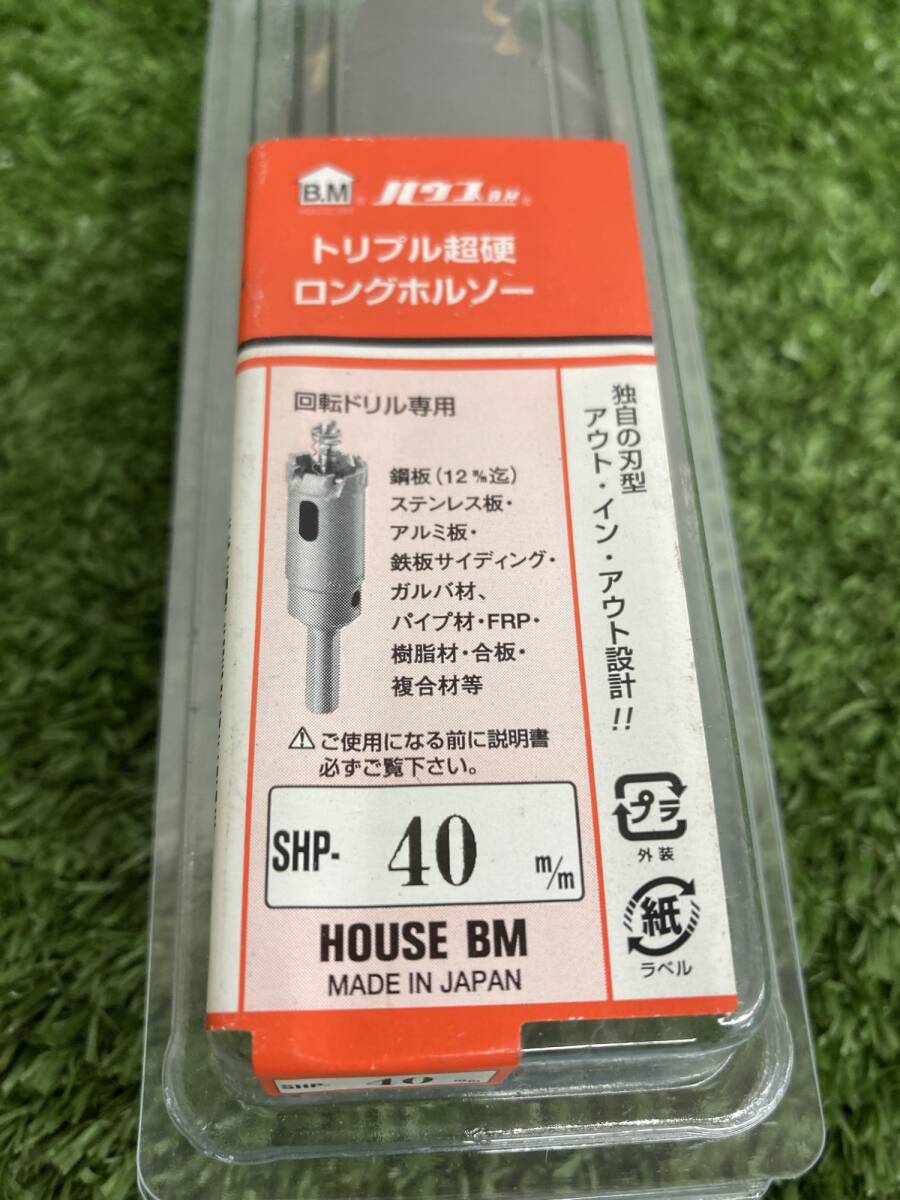 B.M ® ハウスB.M®
トリプル超硬
ロングホルソー
回転ドリル専用
鋼板(12㎜迄)
ステンレス板・
アルミ板・
鉄板サイディング・
ガルバ材、
パイプ材・FRP・
樹脂材・合板・
複合材等
⚠ご使用になる前に説明書
必ずご覧下さい。
独自の刃型
アウト・イン・アウト設計!!
SHP- 40 m/m
HOUSE BM
MADE IN JAPAN
プラ
外装
紙
ラベル
SHP- 40 m/m